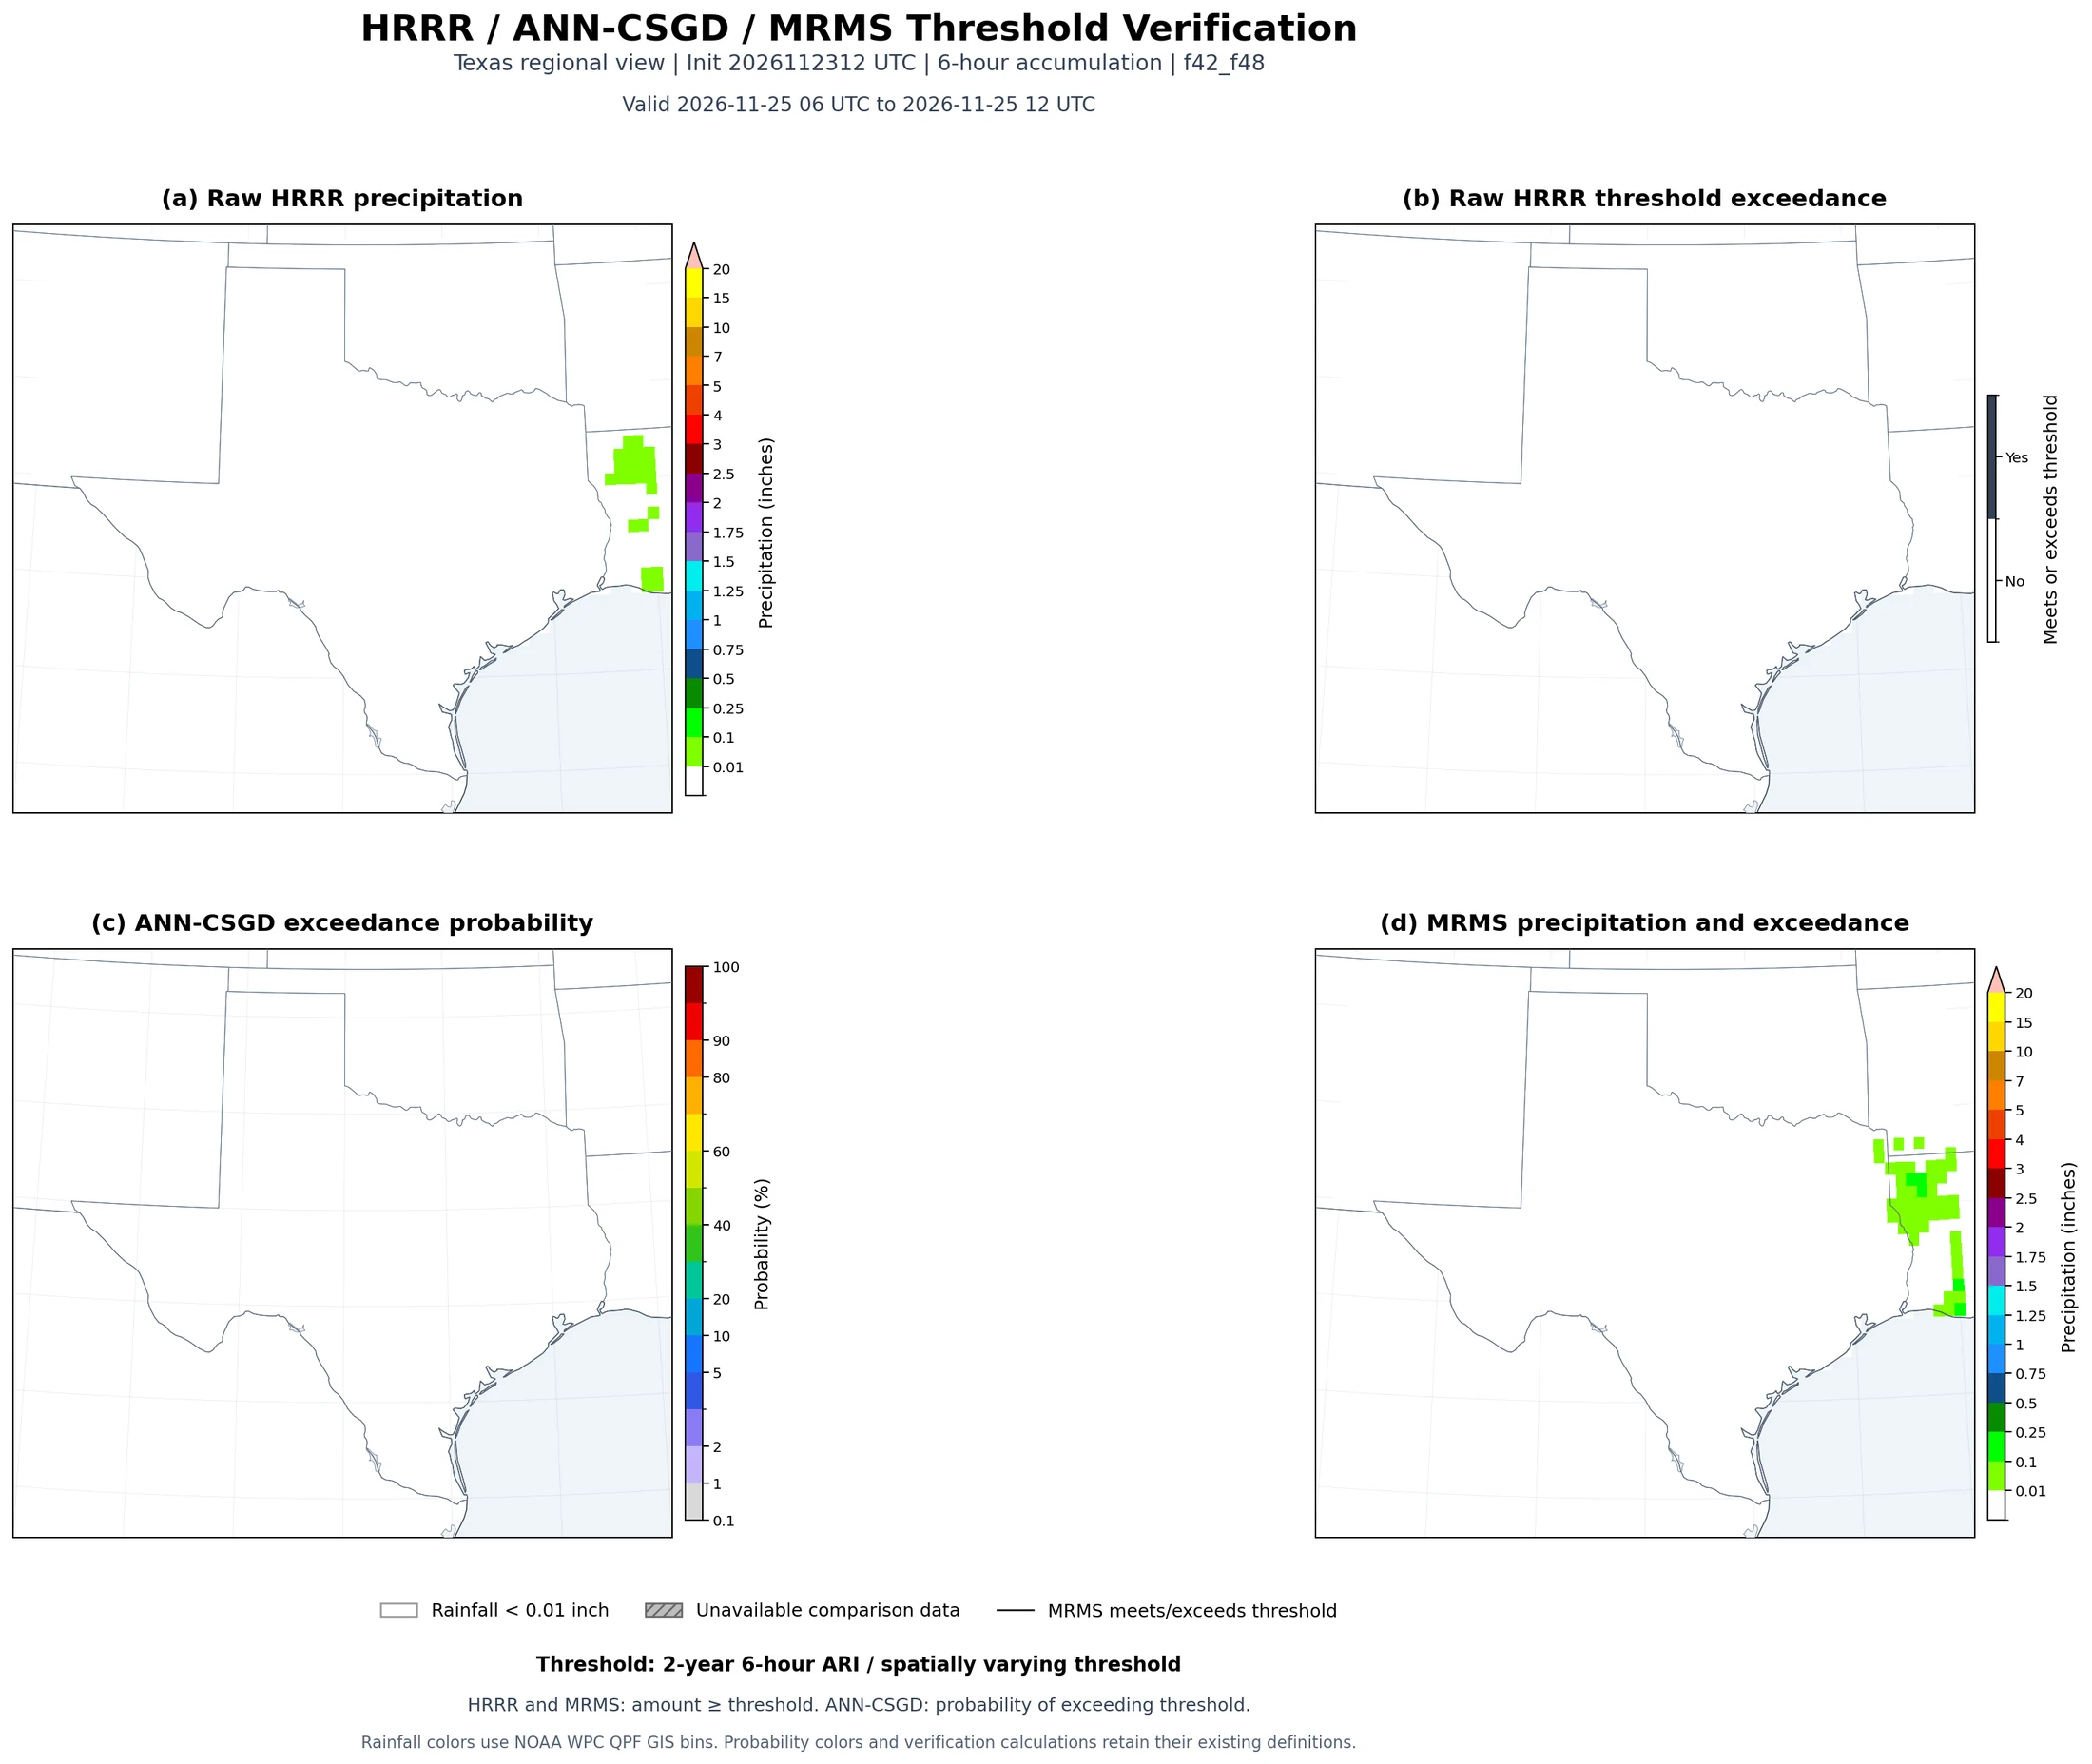 HRRR / ANN-CSGD / MRMS Threshold Verification
Texas regional view | Init 2026112312 UTC | 6-hour accumulation | f42_f48
Valid 2026-11-25 06 UTC to 2026-11-25 12 UTC
(a) Raw HRRR precipitation
20
15
10
7
5
4
3
2.5
2
1.75
1.5
1.25
1
0.75
0.5
0.25
0.1
0.01
Precipitation (inches)
(b) Raw HRRR threshold exceedance
Yes
No
Meets or exceeds threshold
(c) ANN-CSGD exceedance probability
100
90
80
60
40
20
10
5
2
1
0.1
Probability (%)
(d) MRMS precipitation and exceedance
20
15
10
7
5
4
3
2.5
2
1.75
1.5
1.25
1
0.75
0.5
0.25
0.1
0.01
Precipitation (inches)
Rainfall < 0.01 inch
Unavailable comparison data
MRMS meets/exceeds threshold
Threshold: 2-year 6-hour ARI / spatially varying threshold
HRRR and MRMS: amount ≥ threshold. ANN-CSGD: probability of exceeding threshold.
Rainfall colors use NOAA WPC QPF GIS bins. Probability colors and verification calculations retain their existing definitions.